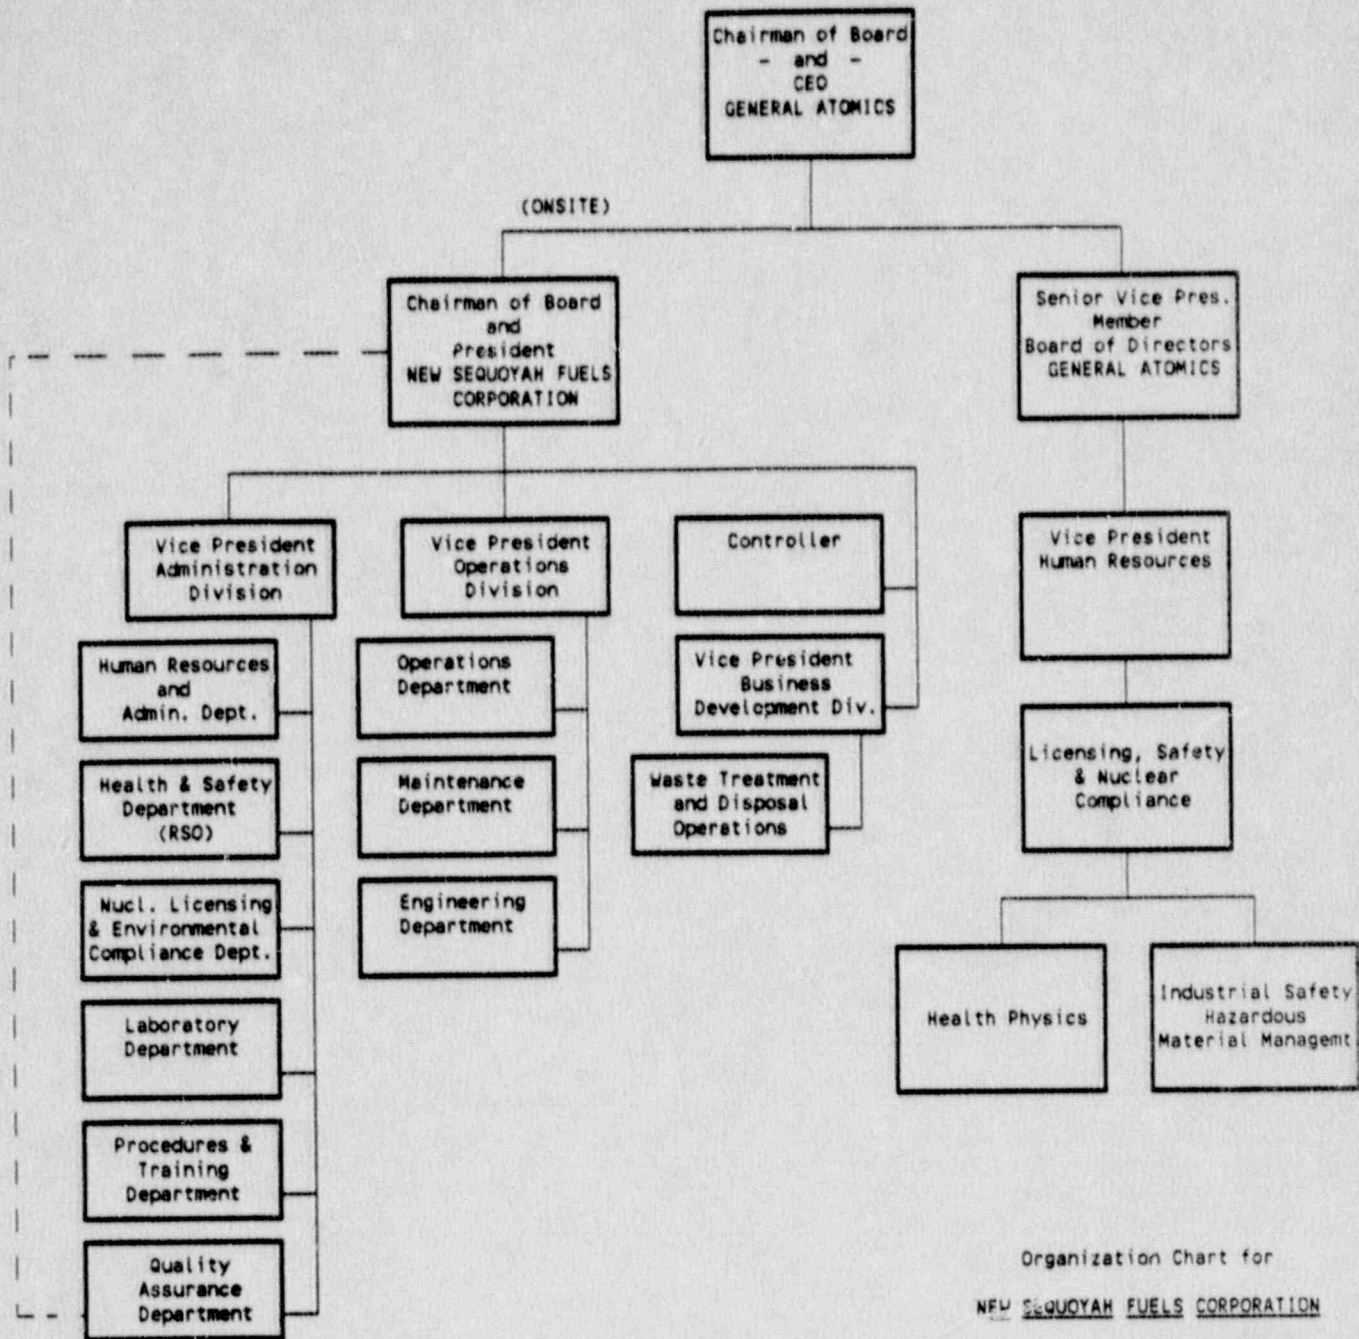 Chairman of Board
- and -
CEO
GENERAL ATOMICS
(ONSITE)
Chairman of Board
and
President
NEW SEQUOYAH FUELS
CORPORATION
Senior Vice Pres.
Member
Board of Directors
GENERAL ATOMICS
Vice President
Administration
Division
Vice President
Operations
Division
Controller
Vice President
Human Resources
Human Resources
and
Admin. Dept.
Operations
Department
Vice President
Business
Development Div.
Licensing, Safety
& Nuclear
Compliance
Health & Safety
Department
(RSO)
Maintenance
Department
Waste Treatment
and Disposal
Operations
Nucl. Licensing
& Environmental
Compliance Dept.
Engineering
Department
Health Physics
Industrial Safety
Hazardous
Material Managemt.
Laboratory
Department
Procedures &
Training
Department
Quality
Assurance
Department
Organization Chart for
NEW SEQUOYAH FUELS CORPORATION